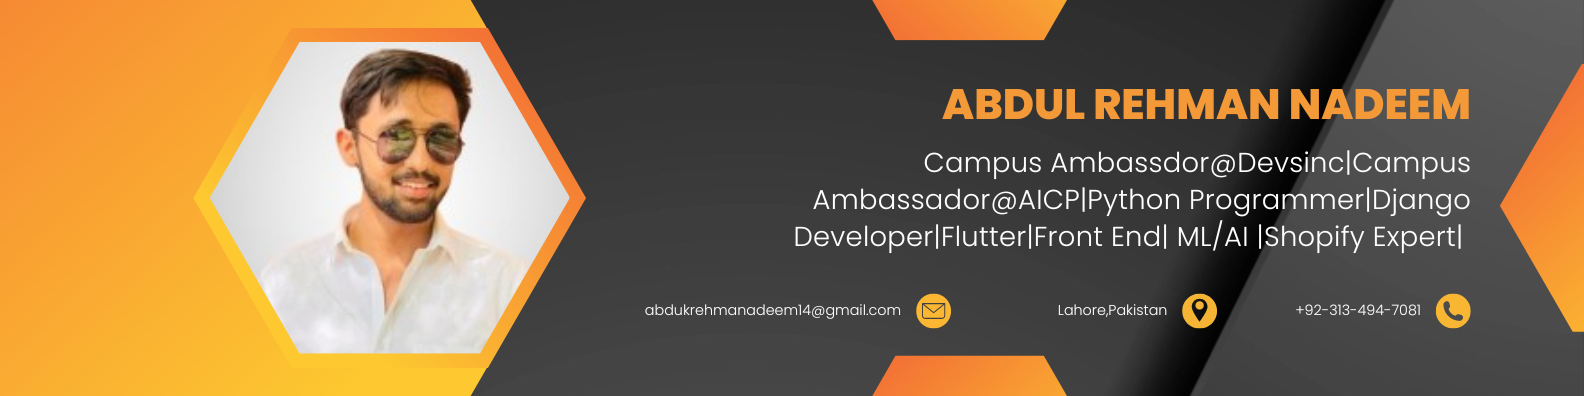 ABDUL REHMAN NADEEM
Campus Ambassdor@Devsinc|Campus
Ambassador@AICP|Python Programmer|Django
Developer|Flutter|Front End| ML/AI |Shopify Expert|
abdukrehmanadeem14@gmail.com
Lahore,Pakistan
+92-313-494-7081